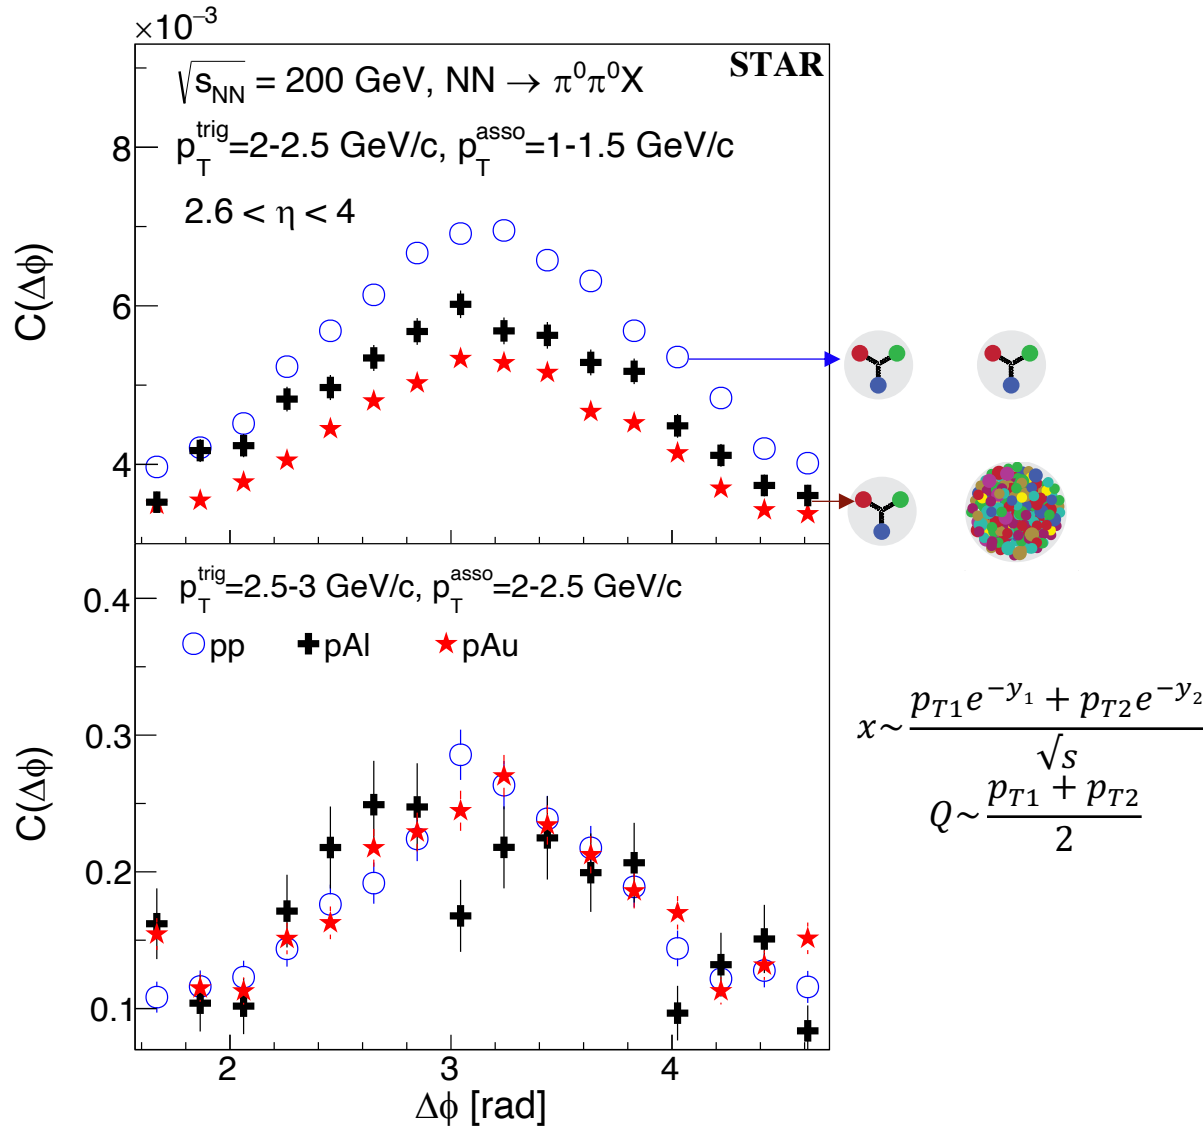 ×10⁻³
STAR
√s_NN = 200 GeV, NN → π⁰π⁰X
p_T^trig=2-2.5 GeV/c, p_T^asso=1-1.5 GeV/c
2.6 < η < 4
8
6
4
C(Δϕ)
p_T^trig=2.5-3 GeV/c, p_T^asso=2-2.5 GeV/c
pp pAl pAu
0.4
0.3
0.2
0.1
C(Δϕ)
2 3 4
Δϕ [rad]
x~(p_T1 e^−y_1 + p_T2 e^−y_2)/√s
Q~(p_T1 + p_T2)/2